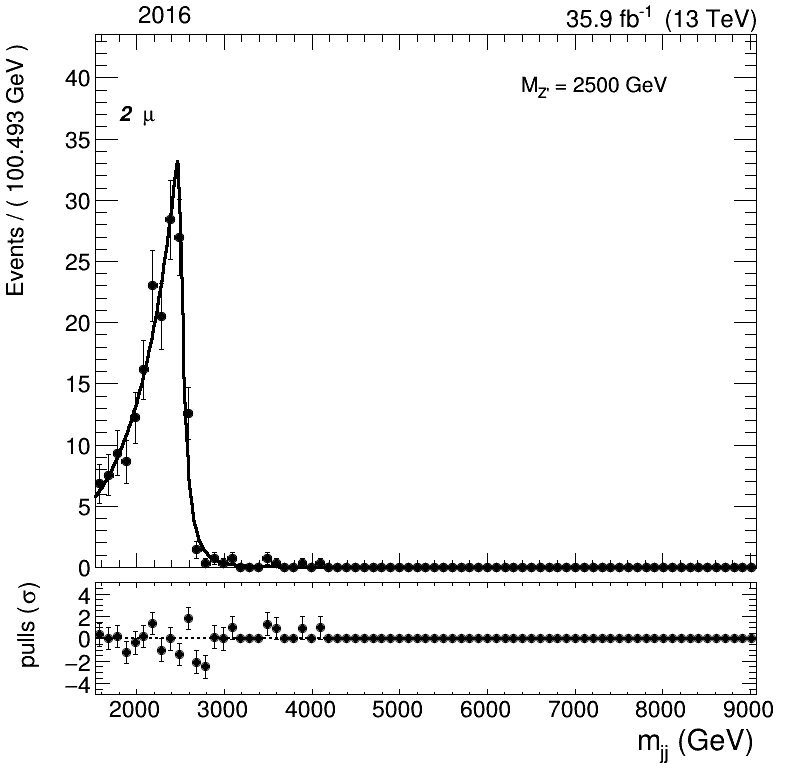 2016 35.9 fb⁻¹ (13 TeV)
M_Z' = 2500 GeV
2 μ
Events / ( 100.493 GeV )
40
35
30
25
20
15
10
5
0
pulls (σ)
4
2
0
−2
−4
2000 3000 4000 5000 6000 7000 8000 9000
m_jj (GeV)